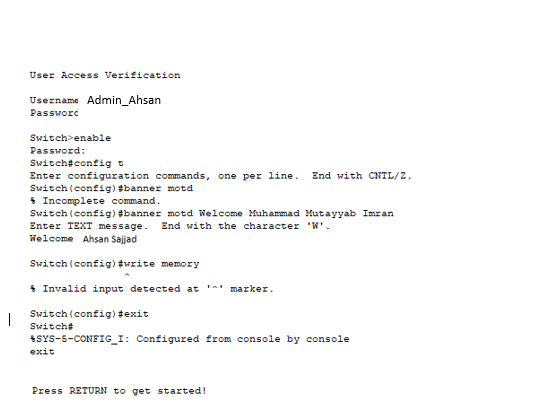 User Access Verification
Username Admin_Ahsan
Password
Switch>enable
Password:
Switch#config t
Enter configuration commands, one per line.  End with CNTL/Z.
Switch(config)#banner motd
% Incomplete command.
Switch(config)#banner motd Welcome Muhammad Mutayyab Imran
Enter TEXT message.  End with the character 'W'.
Welcome Ahsan Sajjad
Switch(config)#write memory
^
% Invalid input detected at '^' marker.
Switch(config)#exit
Switch#
%SYS-5-CONFIG_I: Configured from console by console
exit
Press RETURN to get started!